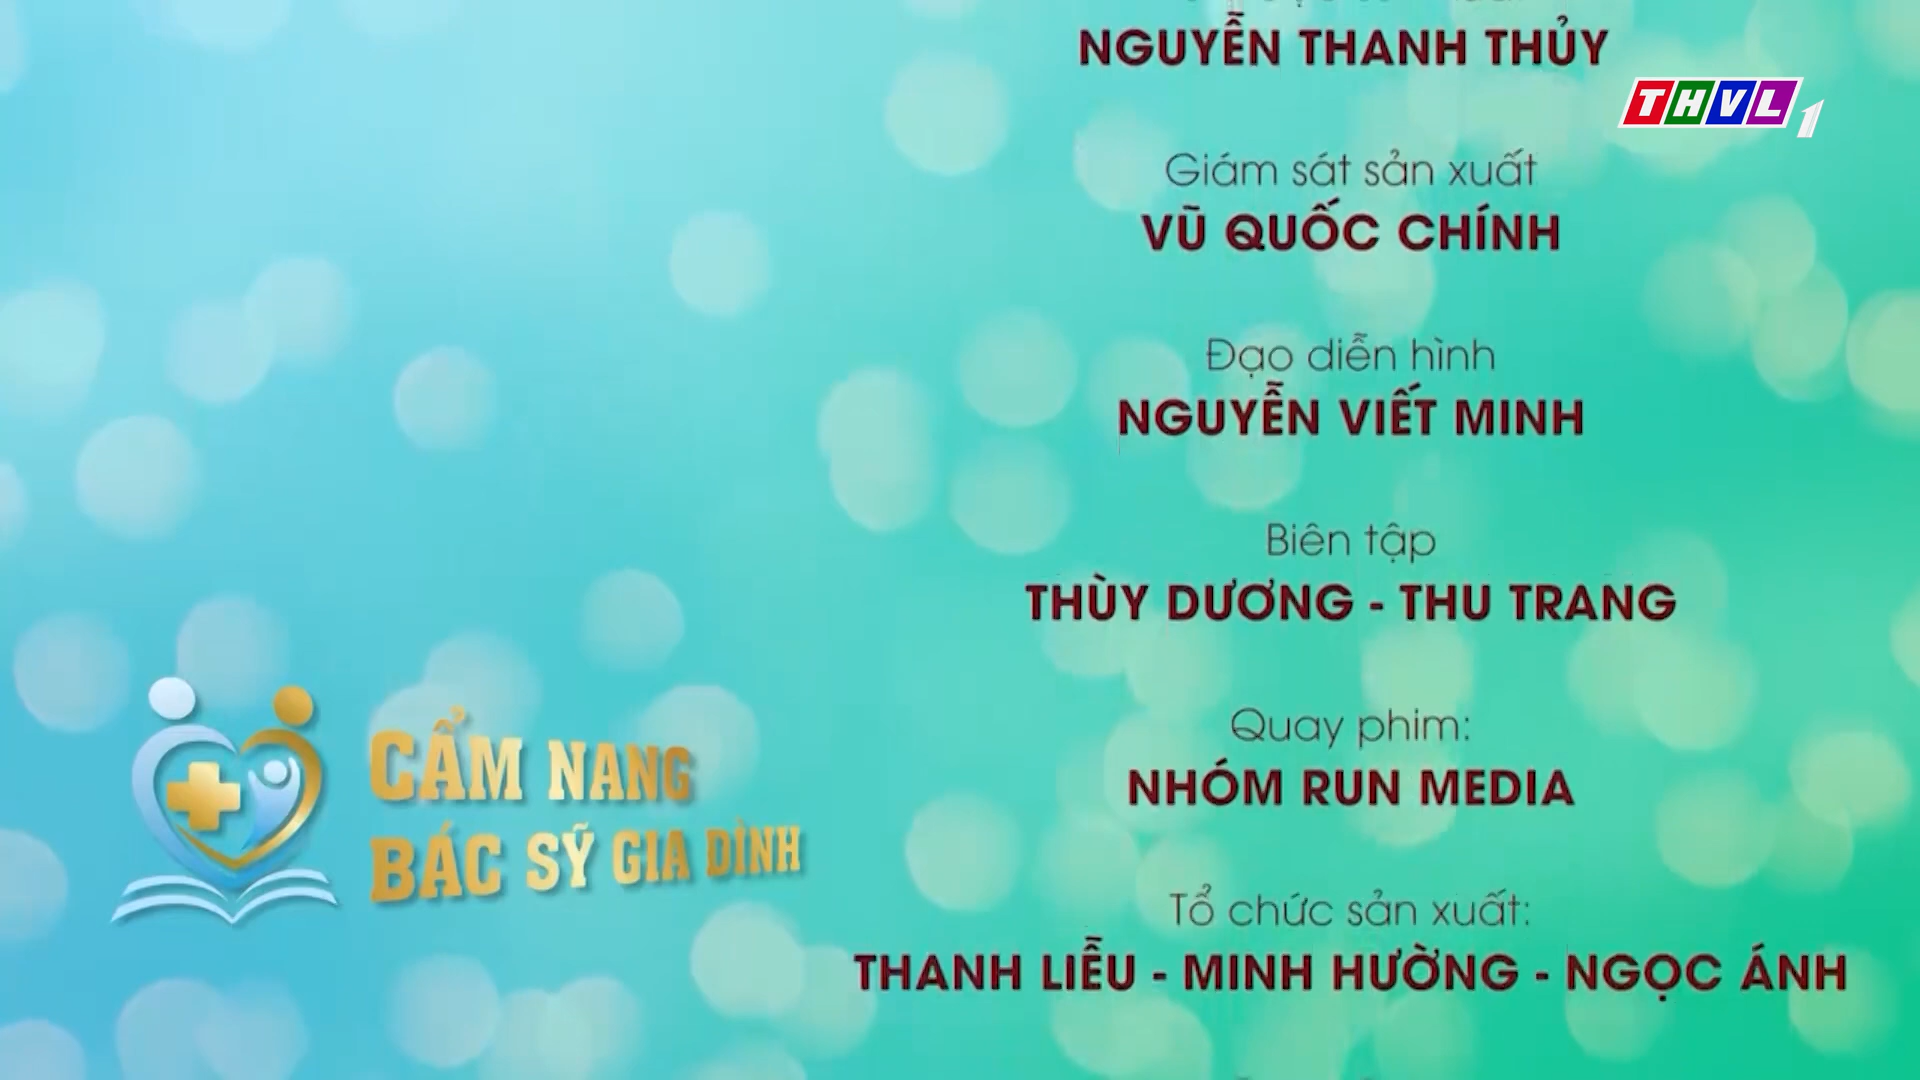 NGUYỄN THANH THỦY
THVL 1
Giám sát sản xuất
VŨ QUỐC CHÍNH
Đạo diễn hình
NGUYỄN VIẾT MINH
Biên tập
THÙY DƯƠNG - THU TRANG
Quay phim:
NHÓM RUN MEDIA
CẨM NANG
BÁC SỸ GIA ĐÌNH
Tổ chức sản xuất:
THANH LIỄU - MINH HƯỜNG - NGỌC ÁNH